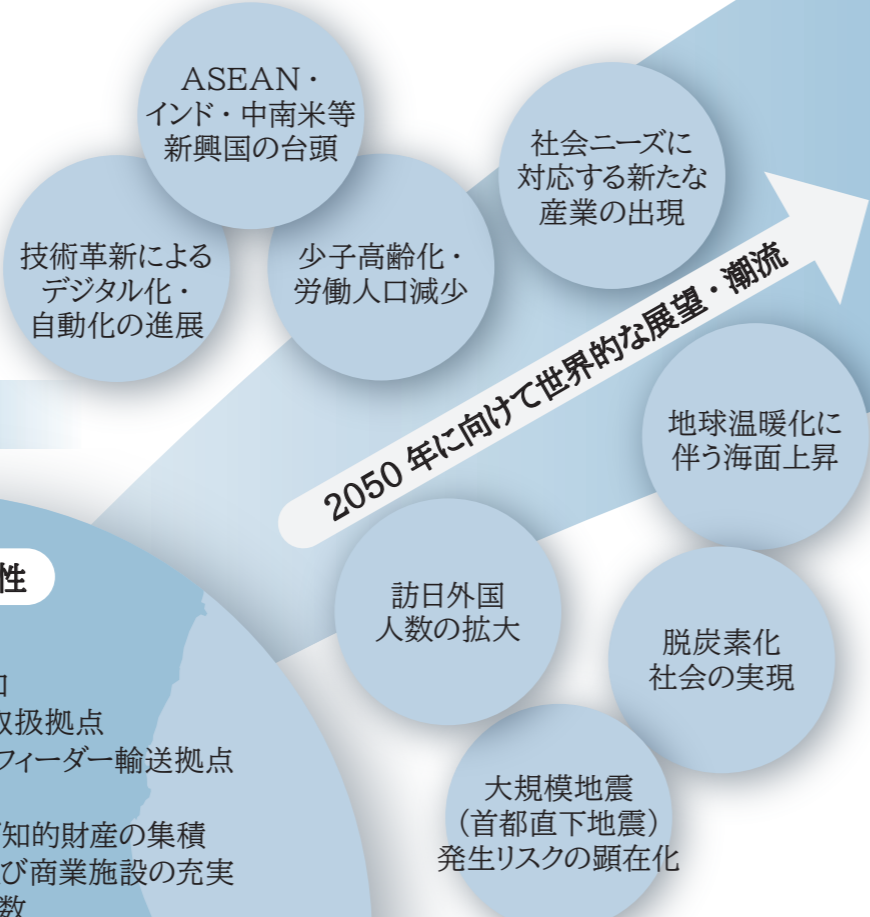 ASEAN・
インド・中南米等
新興国の台頭
技術革新による
デジタル化・
自動化の進展
少子高齢化・
労働人口減少
社会ニーズに
対応する新たな
産業の出現
2050 年に向けて世界的な展望・潮流
地球温暖化に
伴う海面上昇
訪日外国
人数の拡大
脱炭素化
社会の実現
大規模地震
（首都直下地震）
発生リスクの顕在化
性
取扱拠点
フィーダー輸送拠点
知的財産の集積
び商業施設の充実
数